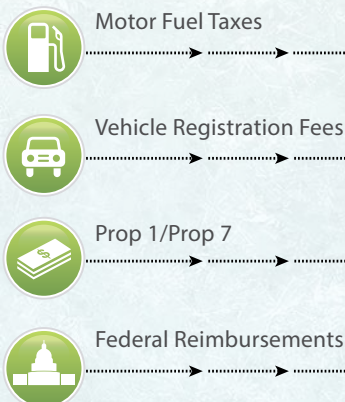 Motor Fuel Taxes
Vehicle Registration Fees
Prop 1/Prop 7
Federal Reimbursements